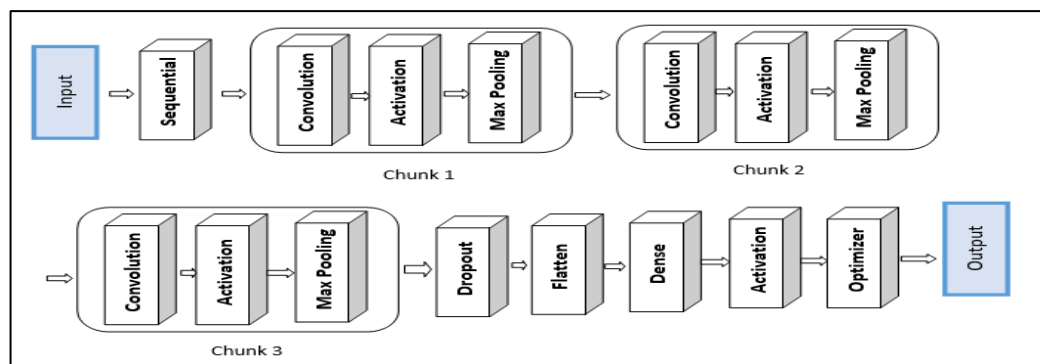 Input
Sequential
Convolution
Activation
Max Pooling
Chunk 1
Convolution
Activation
Max Pooling
Chunk 2
Convolution
Activation
Max Pooling
Chunk 3
Dropout
Flatten
Dense
Activation
Optimizer
Output